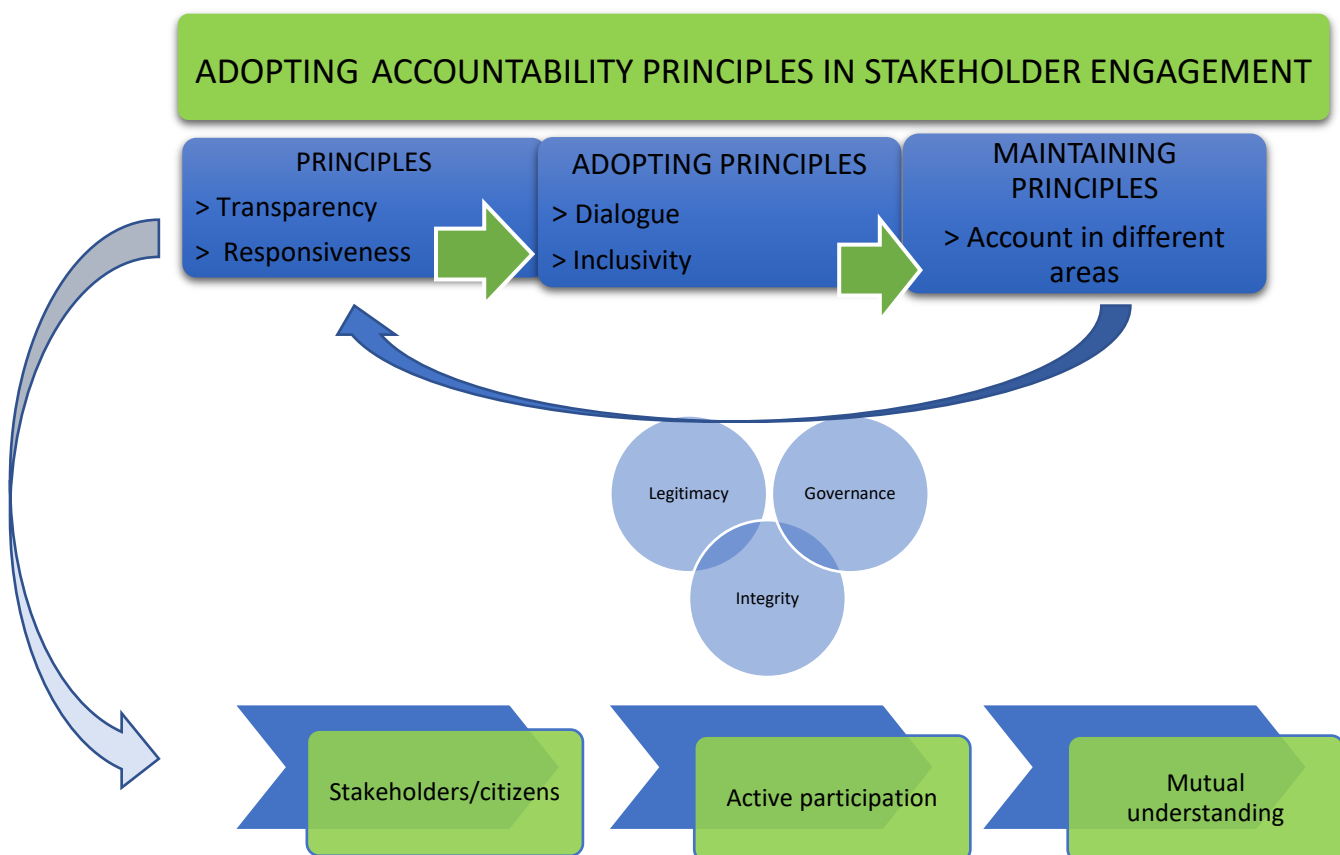 ADOPTING ACCOUNTABILITY PRINCIPLES IN STAKEHOLDER ENGAGEMENT
PRINCIPLES
> Transparency
> Responsiveness
ADOPTING PRINCIPLES
> Dialogue
> Inclusivity
MAINTAINING
PRINCIPLES
> Account in different
areas
Legitimacy
Governance
Integrity
Stakeholders/citizens
Active participation
Mutual
understanding